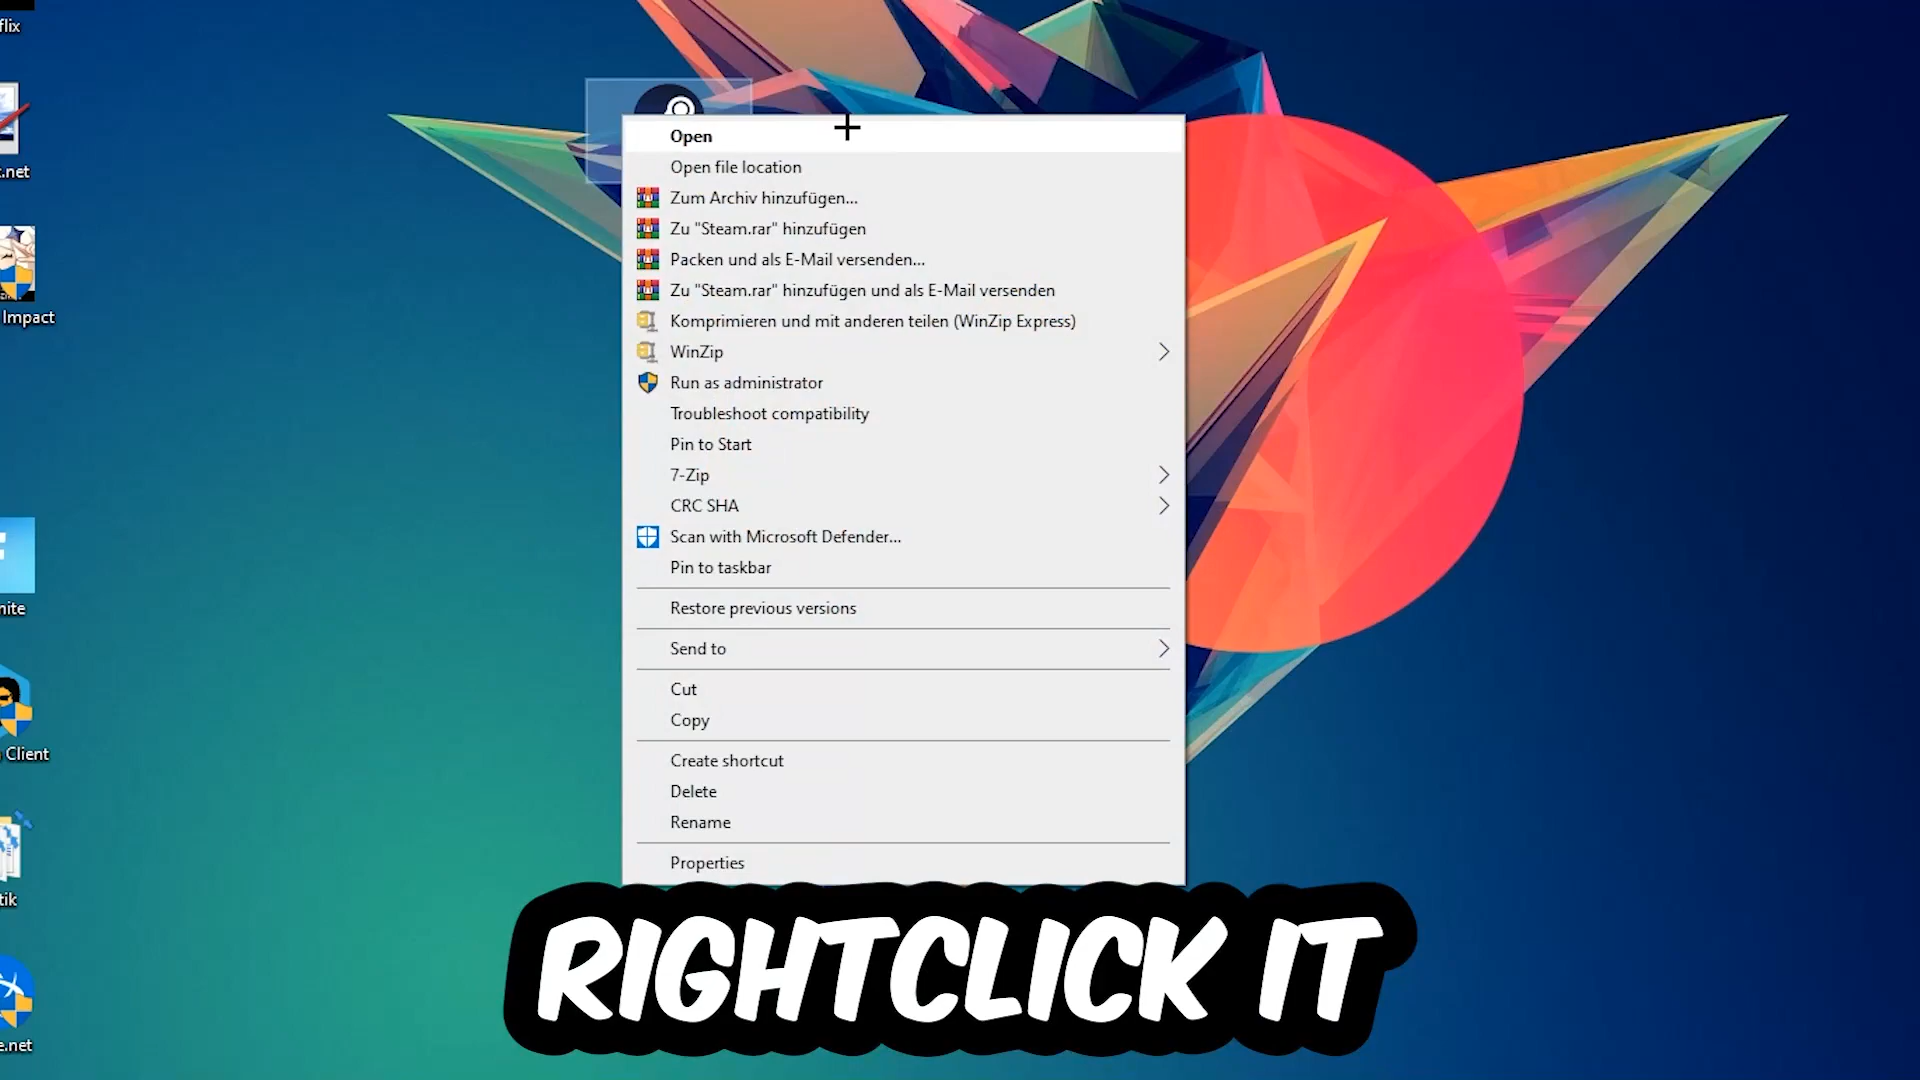 flix
.net
Impact
nite
Client
tik
e.net
Open
Open file location
Zum Archiv hinzufügen...
Zu "Steam.rar" hinzufügen
Packen und als E-Mail versenden...
Zu "Steam.rar" hinzufügen und als E-Mail versenden
Komprimieren und mit anderen teilen (WinZip Express)
WinZip
Run as administrator
Troubleshoot compatibility
Pin to Start
7-Zip
CRC SHA
Scan with Microsoft Defender...
Pin to taskbar
Restore previous versions
Send to
Cut
Copy
Create shortcut
Delete
Rename
Properties
RIGHTCLICK IT